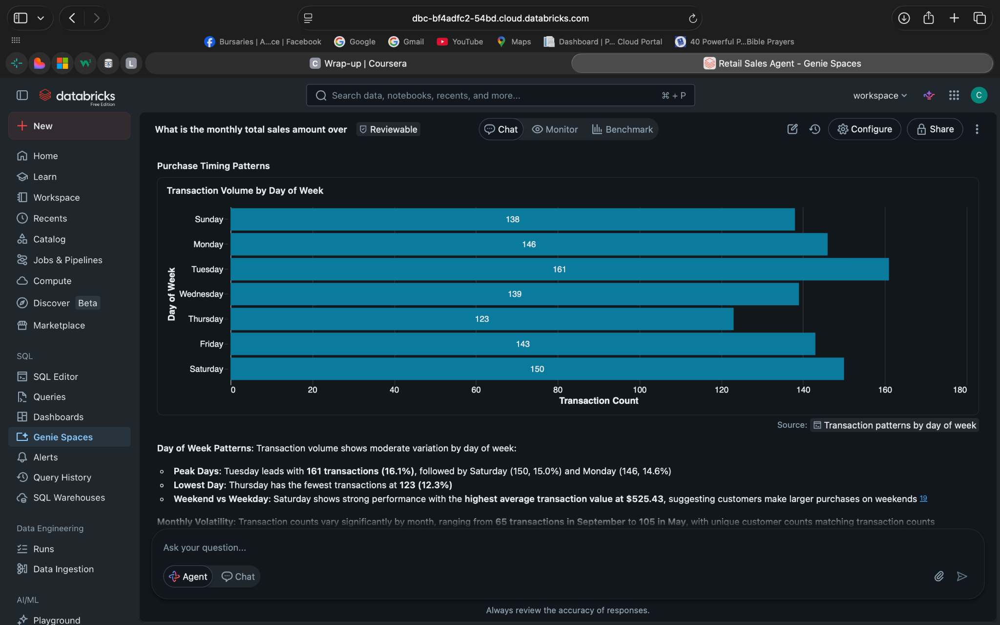 dbc-bf4adfc2-54bd.cloud.databricks.com
Bursaries | A...ce | Facebook
Google
Gmail
YouTube
Maps
Dashboard | P... Cloud Portal
40 Powerful P...Bible Prayers
L
C Wrap-up | Coursera
Retail Sales Agent - Genie Spaces
databricks
Free Edition
Search data, notebooks, recents, and more...
⌘ + P
workspace
C
New
Home
Learn
Workspace
Recents
Catalog
Jobs & Pipelines
Compute
Discover Beta
Marketplace
SQL
SQL Editor
Queries
Dashboards
Genie Spaces
Alerts
Query History
SQL Warehouses
Data Engineering
Runs
Data Ingestion
AI/ML
Playground
What is the monthly total sales amount over
Reviewable
Chat
Monitor
Benchmark
Configure
Share
Purchase Timing Patterns
Transaction Volume by Day of Week
Day of Week
Sunday 138
Monday 146
Tuesday 161
Wednesday 139
Thursday 123
Friday 143
Saturday 150
0 20 40 60 80 100 120 140 160 180
Transaction Count
Source: Transaction patterns by day of week
Day of Week Patterns: Transaction volume shows moderate variation by day of week:
Peak Days: Tuesday leads with 161 transactions (16.1%), followed by Saturday (150, 15.0%) and Monday (146, 14.6%)
Lowest Day: Thursday has the fewest transactions at 123 (12.3%)
Weekend vs Weekday: Saturday shows strong performance with the highest average transaction value at $525.43, suggesting customers make larger purchases on weekends 19
Monthly Volatility: Transaction counts vary significantly by month, ranging from 65 transactions in September to 105 in May, with unique customer counts matching transaction counts
Ask your question...
Agent
Chat
Always review the accuracy of responses.